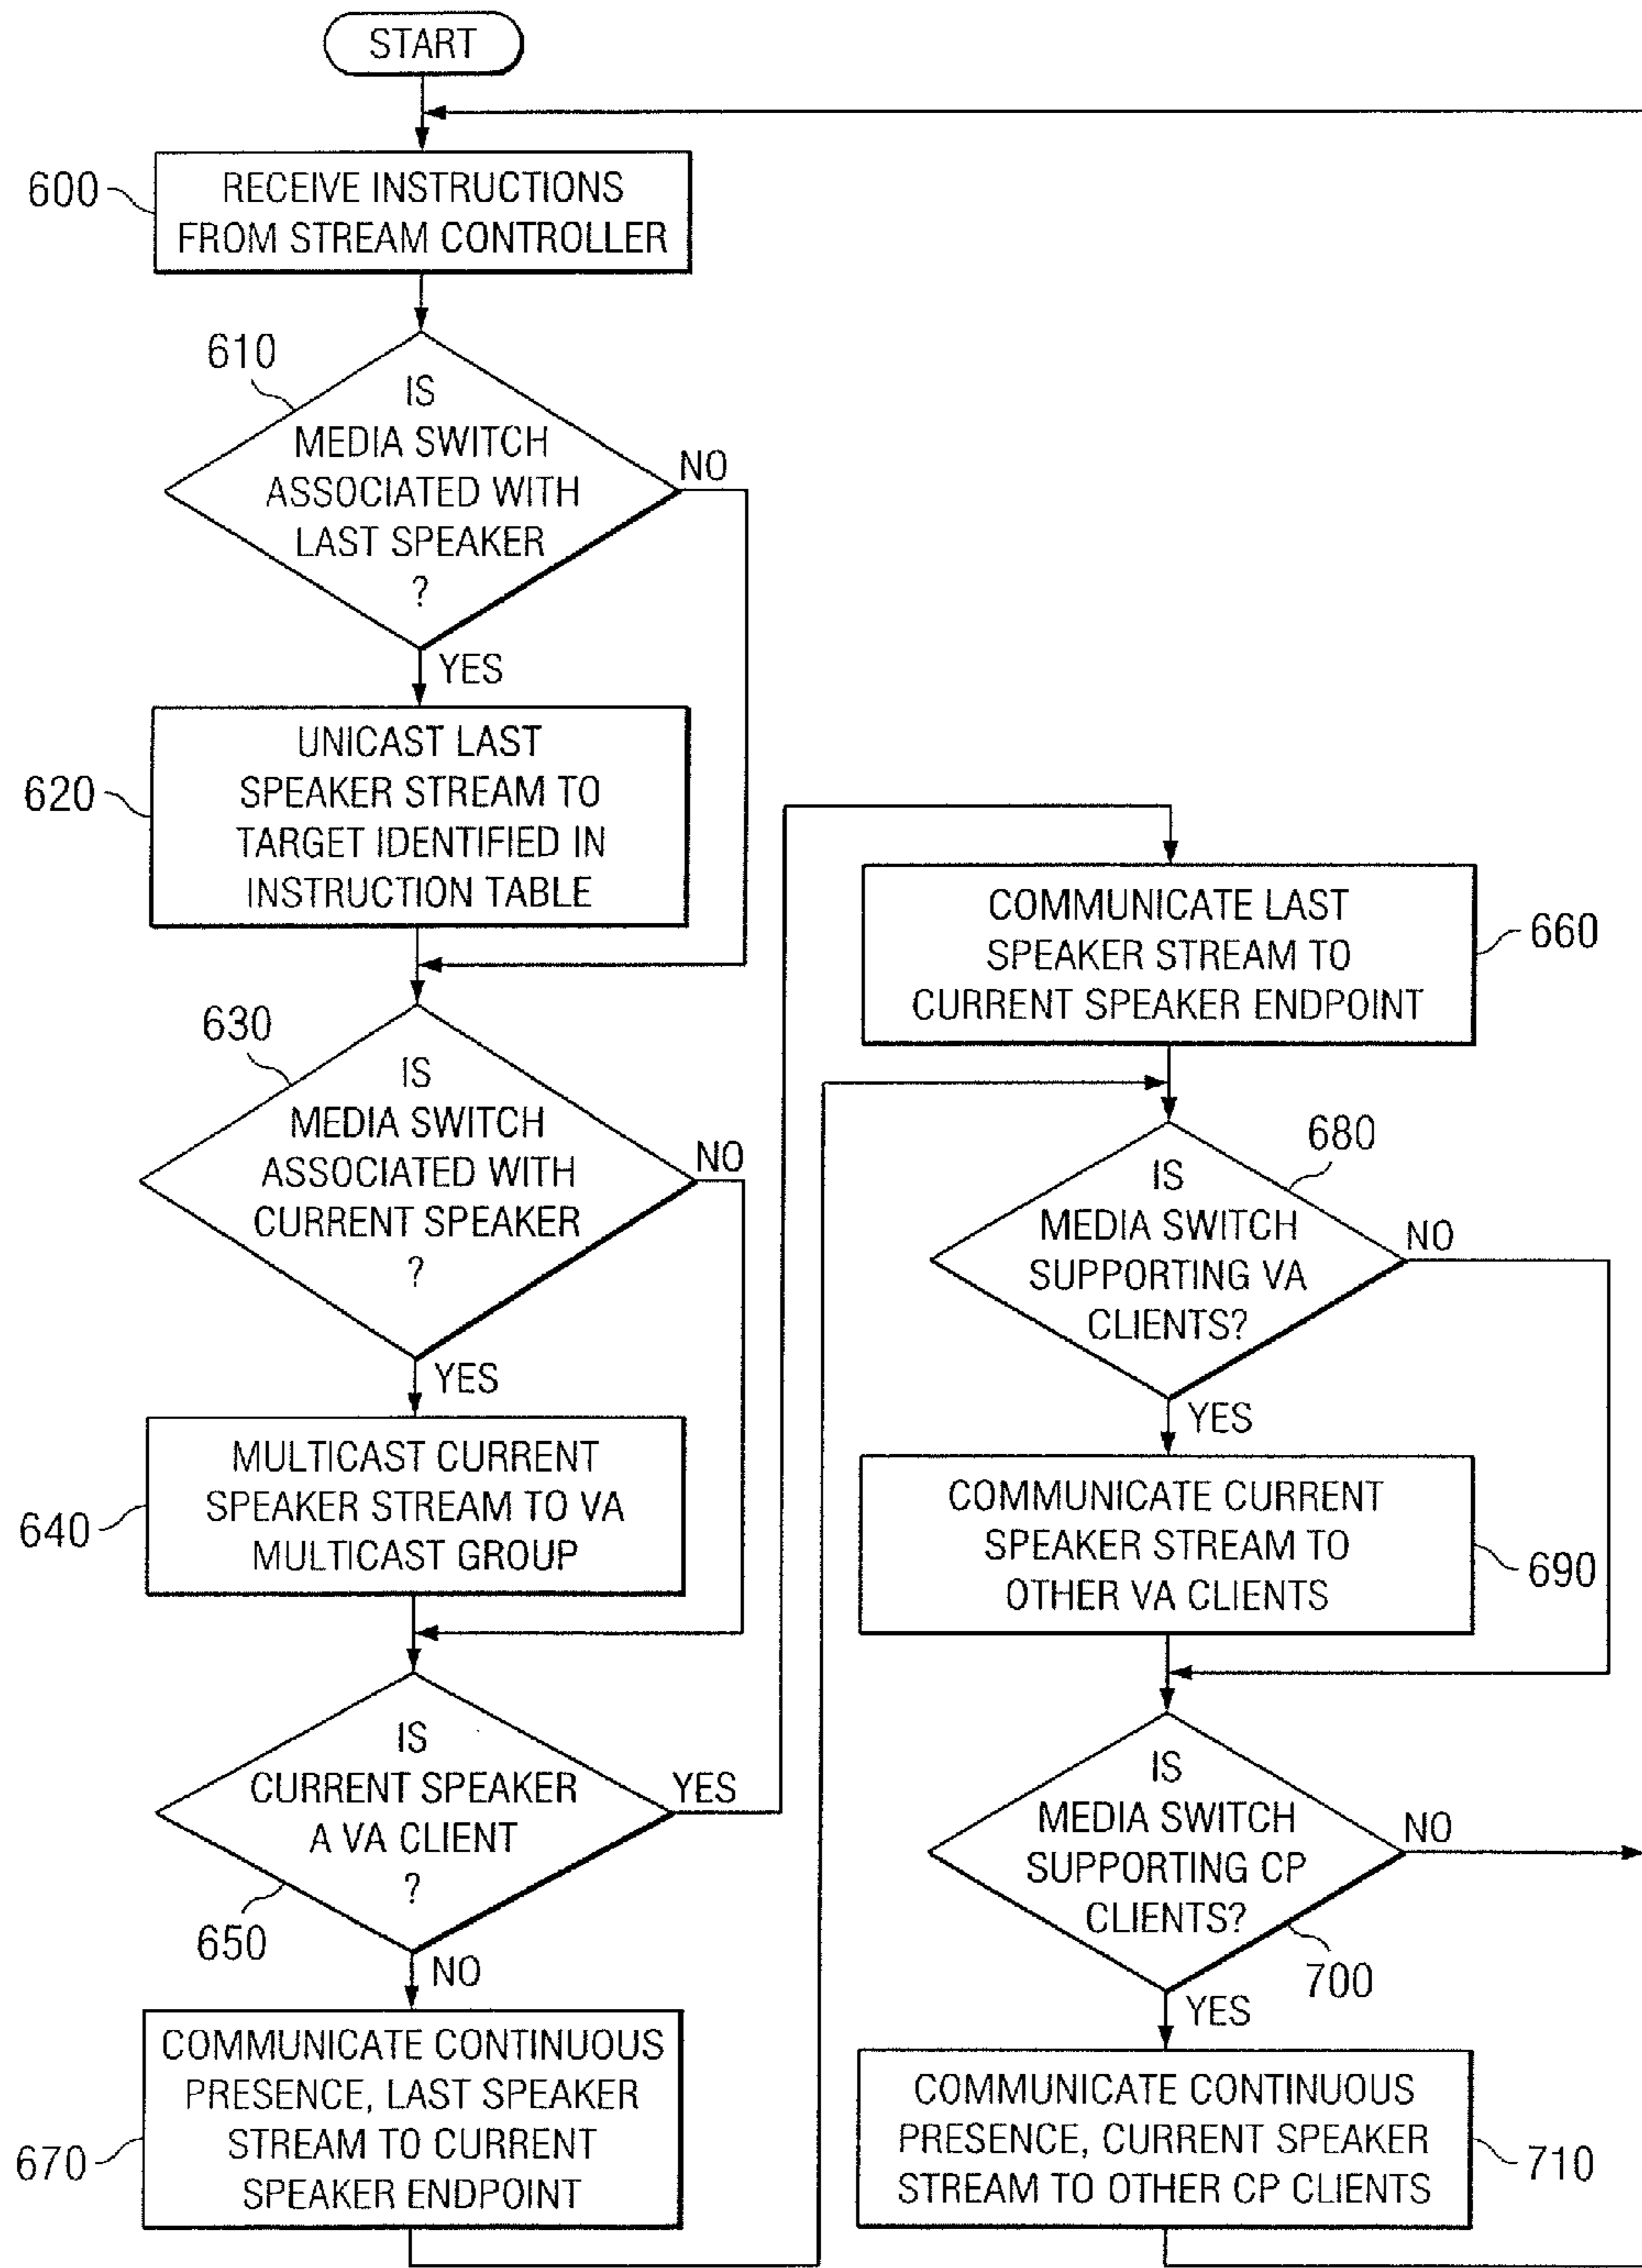 START
600
RECEIVE INSTRUCTIONS
FROM STREAM CONTROLLER
610
IS
MEDIA SWITCH
ASSOCIATED WITH
LAST SPEAKER
?
NO
YES
620
UNICAST LAST
SPEAKER STREAM TO
TARGET IDENTIFIED IN
INSTRUCTION TABLE
630
IS
MEDIA SWITCH
ASSOCIATED WITH
CURRENT SPEAKER
?
NO
YES
640
MULTICAST CURRENT
SPEAKER STREAM TO VA
MULTICAST GROUP
IS
CURRENT SPEAKER
A VA CLIENT
?
YES
650
NO
670
COMMUNICATE CONTINUOUS
PRESENCE, LAST SPEAKER
STREAM TO CURRENT
SPEAKER ENDPOINT
COMMUNICATE LAST
SPEAKER STREAM TO
CURRENT SPEAKER ENDPOINT
660
680
IS
MEDIA SWITCH
SUPPORTING VA
CLIENTS?
NO
YES
COMMUNICATE CURRENT
SPEAKER STREAM TO
OTHER VA CLIENTS
690
IS
MEDIA SWITCH
SUPPORTING CP
CLIENTS?
NO
700
YES
COMMUNICATE CONTINUOUS
PRESENCE, CURRENT SPEAKER
STREAM TO OTHER CP CLIENTS
710